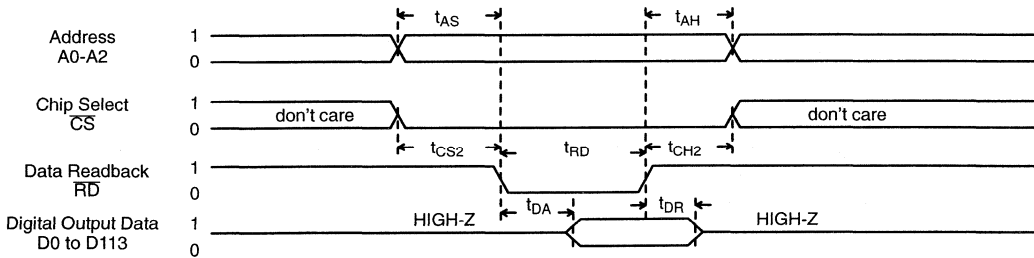 tAS tAH
Address
A0-A2
1
0
Chip Select
CS
1
0
don't care don't care
tCS2 tRD tCH2
Data Readback
RD
1
0
tDA tDR
Digital Output Data
D0 to D113
1
0
HIGH-Z HIGH-Z